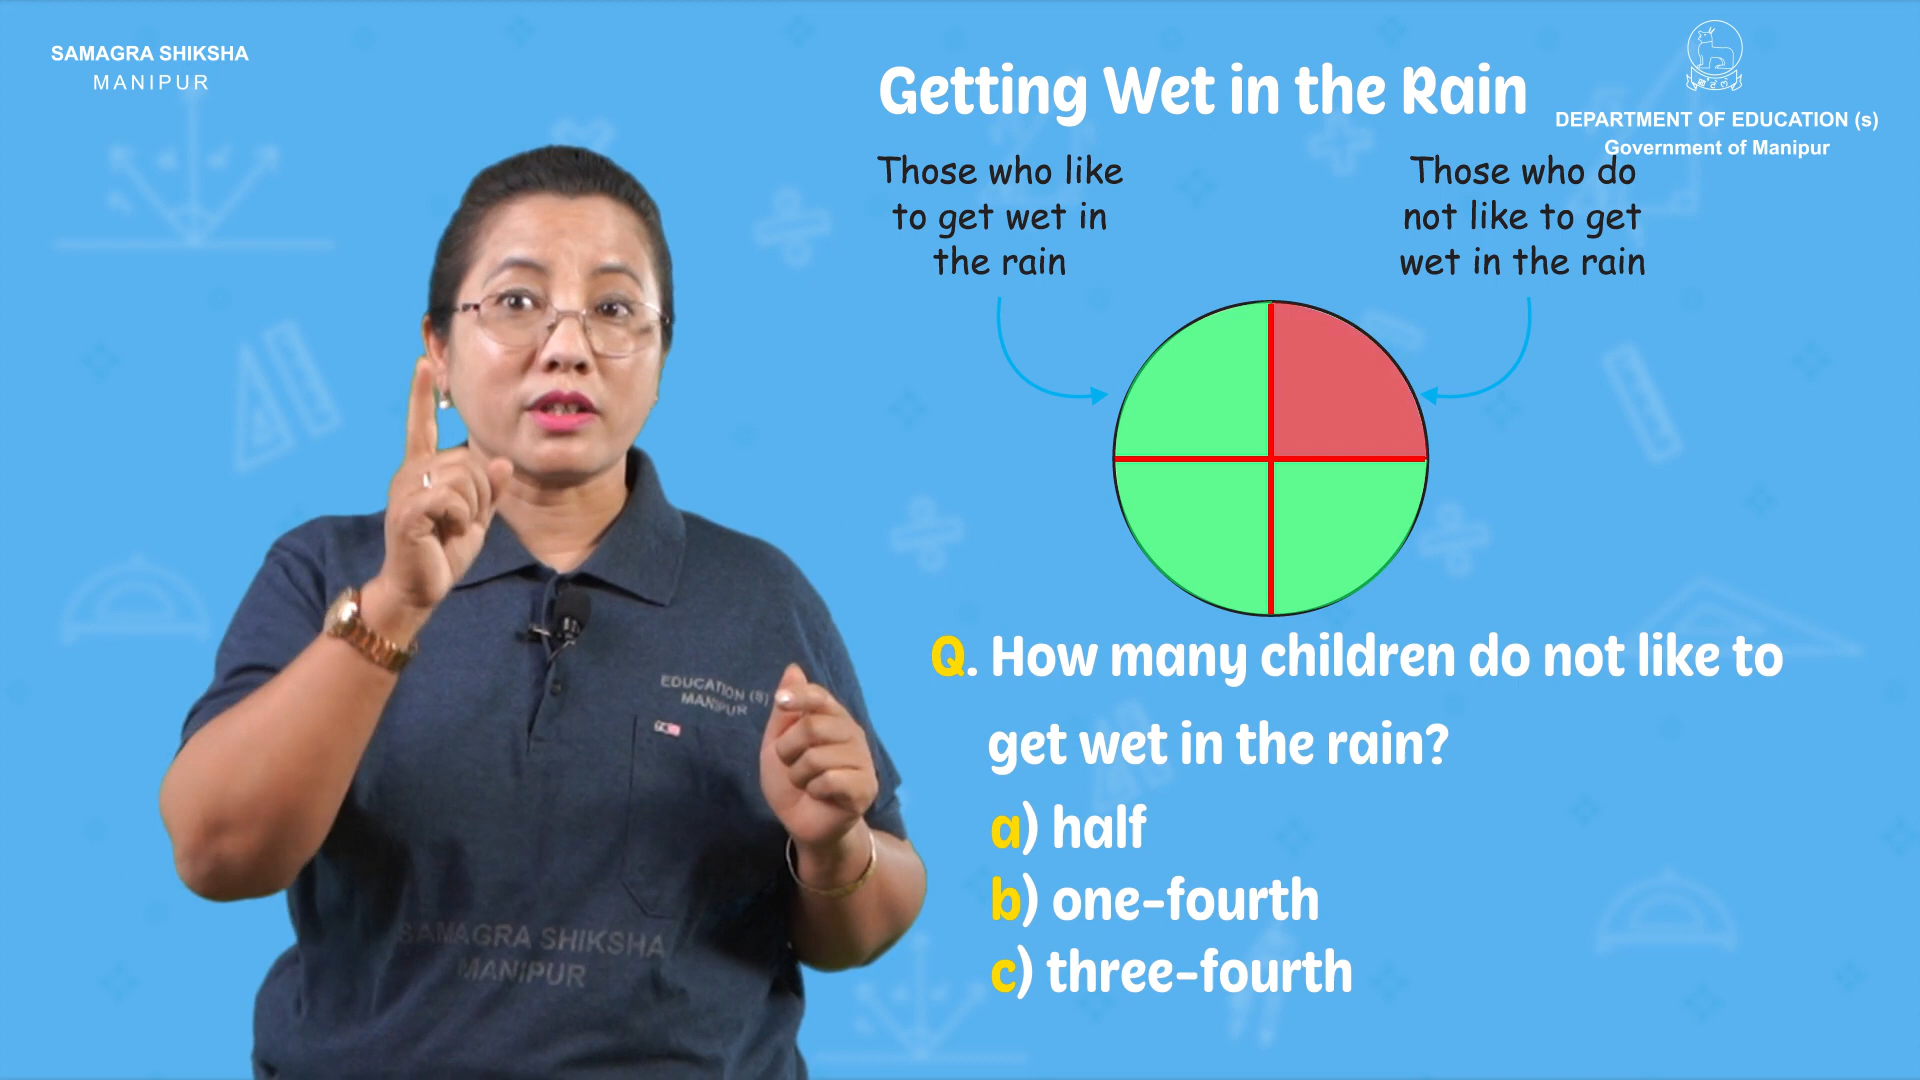 SAMAGRA SHIKSHA
MANIPUR
Getting Wet in the Rain
DEPARTMENT OF EDUCATION (s)
Government of Manipur
Those who like
to get wet in
the rain
Those who do
not like to get
wet in the rain
Q. How many children do not like to
get wet in the rain?
a) half
b) one-fourth
c) three-fourth
EDUCATION (S)
MANIPUR
SAMAGRA SHIKSHA
MANIPUR